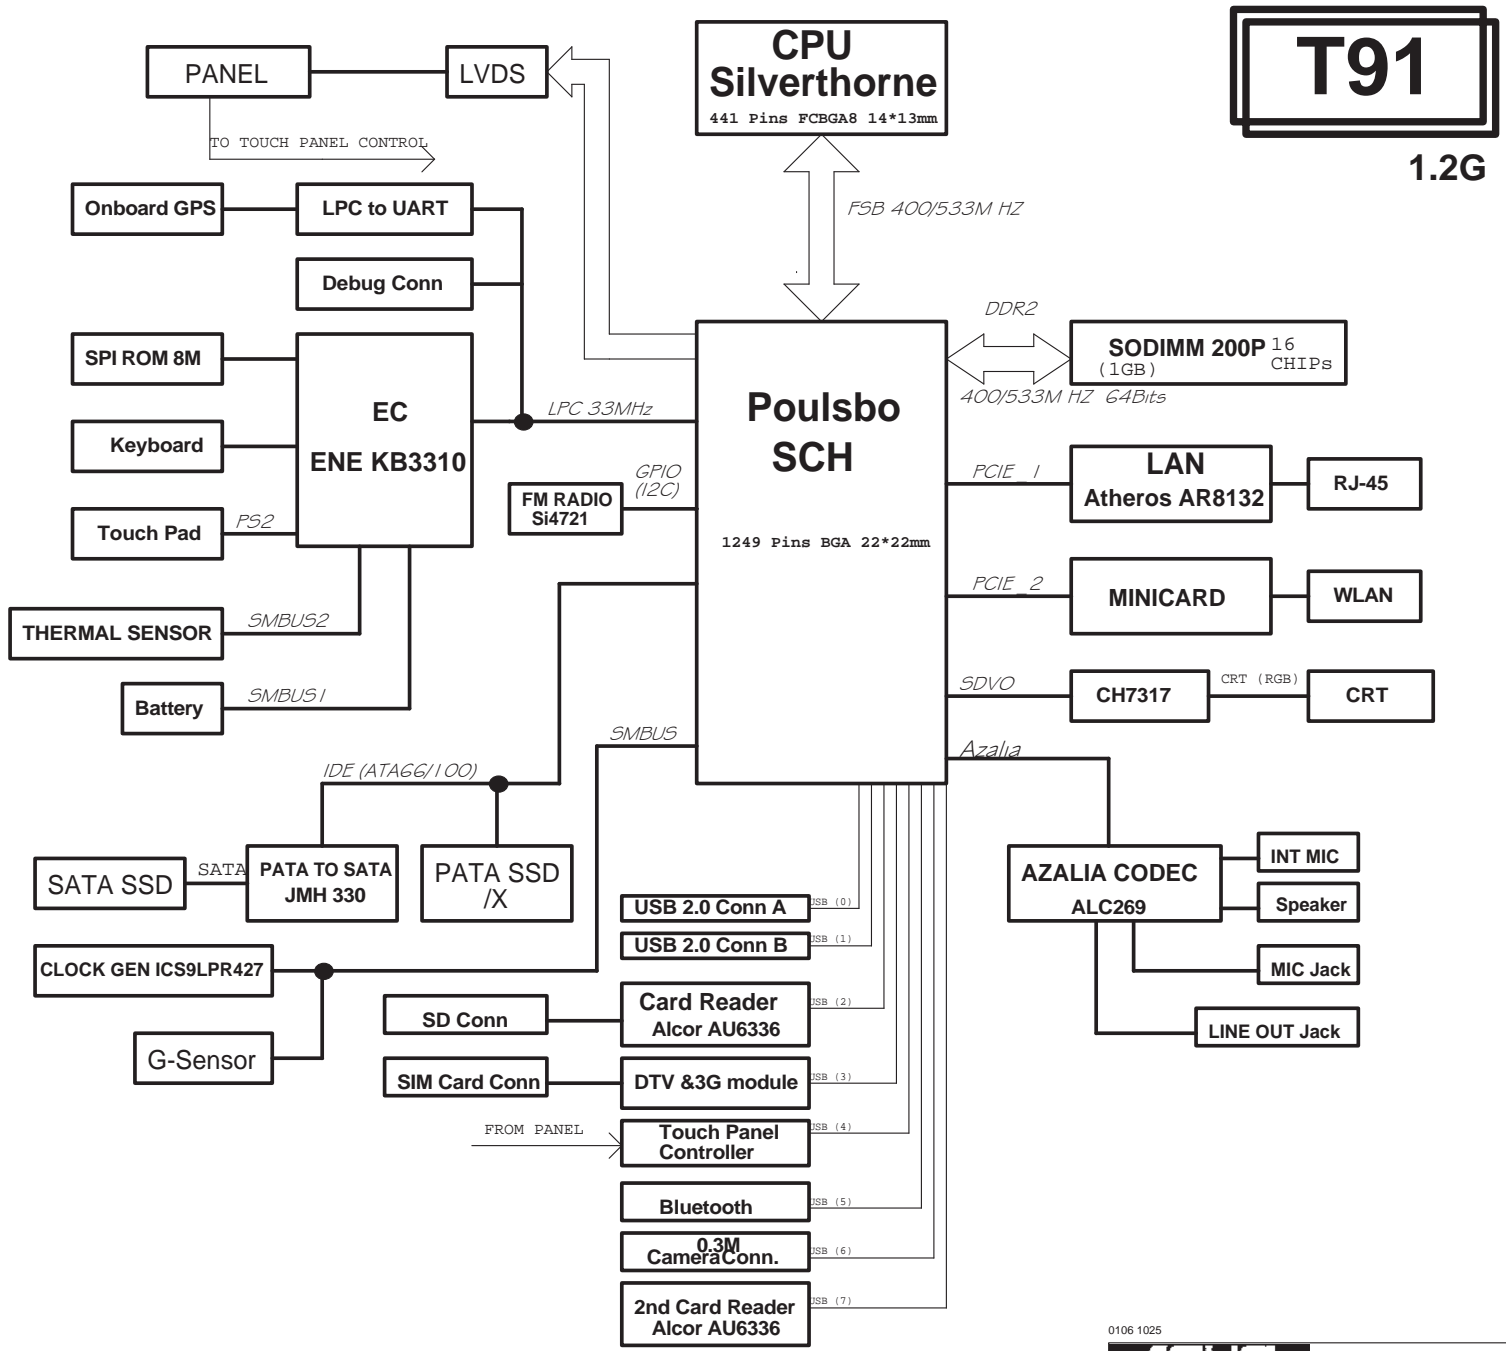 T91
1.2G
CPU
Silverthorne
441 Pins FCBGA8 14*13mm
PANEL
LVDS
TO TOUCH PANEL CONTROL
FSB 400/533M HZ
Onboard GPS
LPC to UART
Debug Conn
SPI ROM 8M
EC
ENE KB3310
Keyboard
Touch Pad
PS2
THERMAL SENSOR
SMBUS2
Battery
SMBUS1
LPC 33MHz
GPIO
(I2C)
FM RADIO
Si4721
Poulsbo
SCH
1249 Pins BGA 22*22mm
DDR2
SODIMM 200P
(1GB)
16
CHIPs
400/533M HZ 64Bits
PCIE_1
LAN
Atheros AR8132
RJ-45
PCIE_2
MINICARD
WLAN
SDVO
CH7317
CRT (RGB)
CRT
SMBUS
Azalia
IDE (ATA66/100)
SATA SSD
SATA
PATA TO SATA
JMH 330
PATA SSD
/X
AZALIA CODEC
ALC269
INT MIC
Speaker
MIC Jack
LINE OUT Jack
CLOCK GEN ICS9LPR427
G-Sensor
USB 2.0 Conn A
USB (0)
USB 2.0 Conn B
USB (1)
SD Conn
Card Reader
Alcor AU6336
USB (2)
SIM Card Conn
DTV &3G module
USB (3)
FROM PANEL
Touch Panel
Controller
USB (4)
Bluetooth
USB (5)
0.3M
CameraConn.
USB (6)
2nd Card Reader
Alcor AU6336
USB (7)
0106 1025